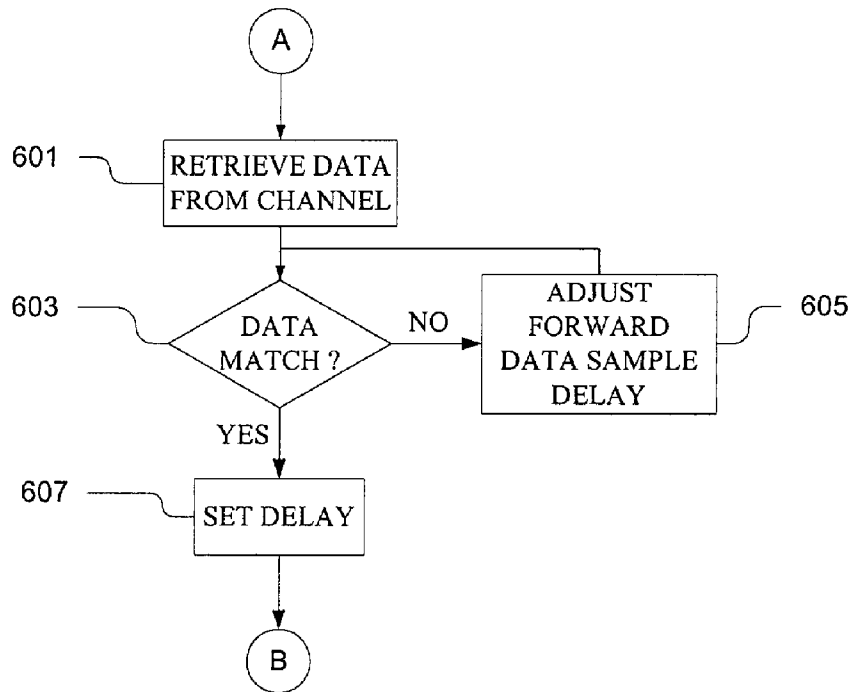 A
601
RETRIEVE DATA
FROM CHANNEL
603
DATA
MATCH ?
NO
ADJUST
FORWARD
DATA SAMPLE
DELAY
605
YES
607
SET DELAY
B